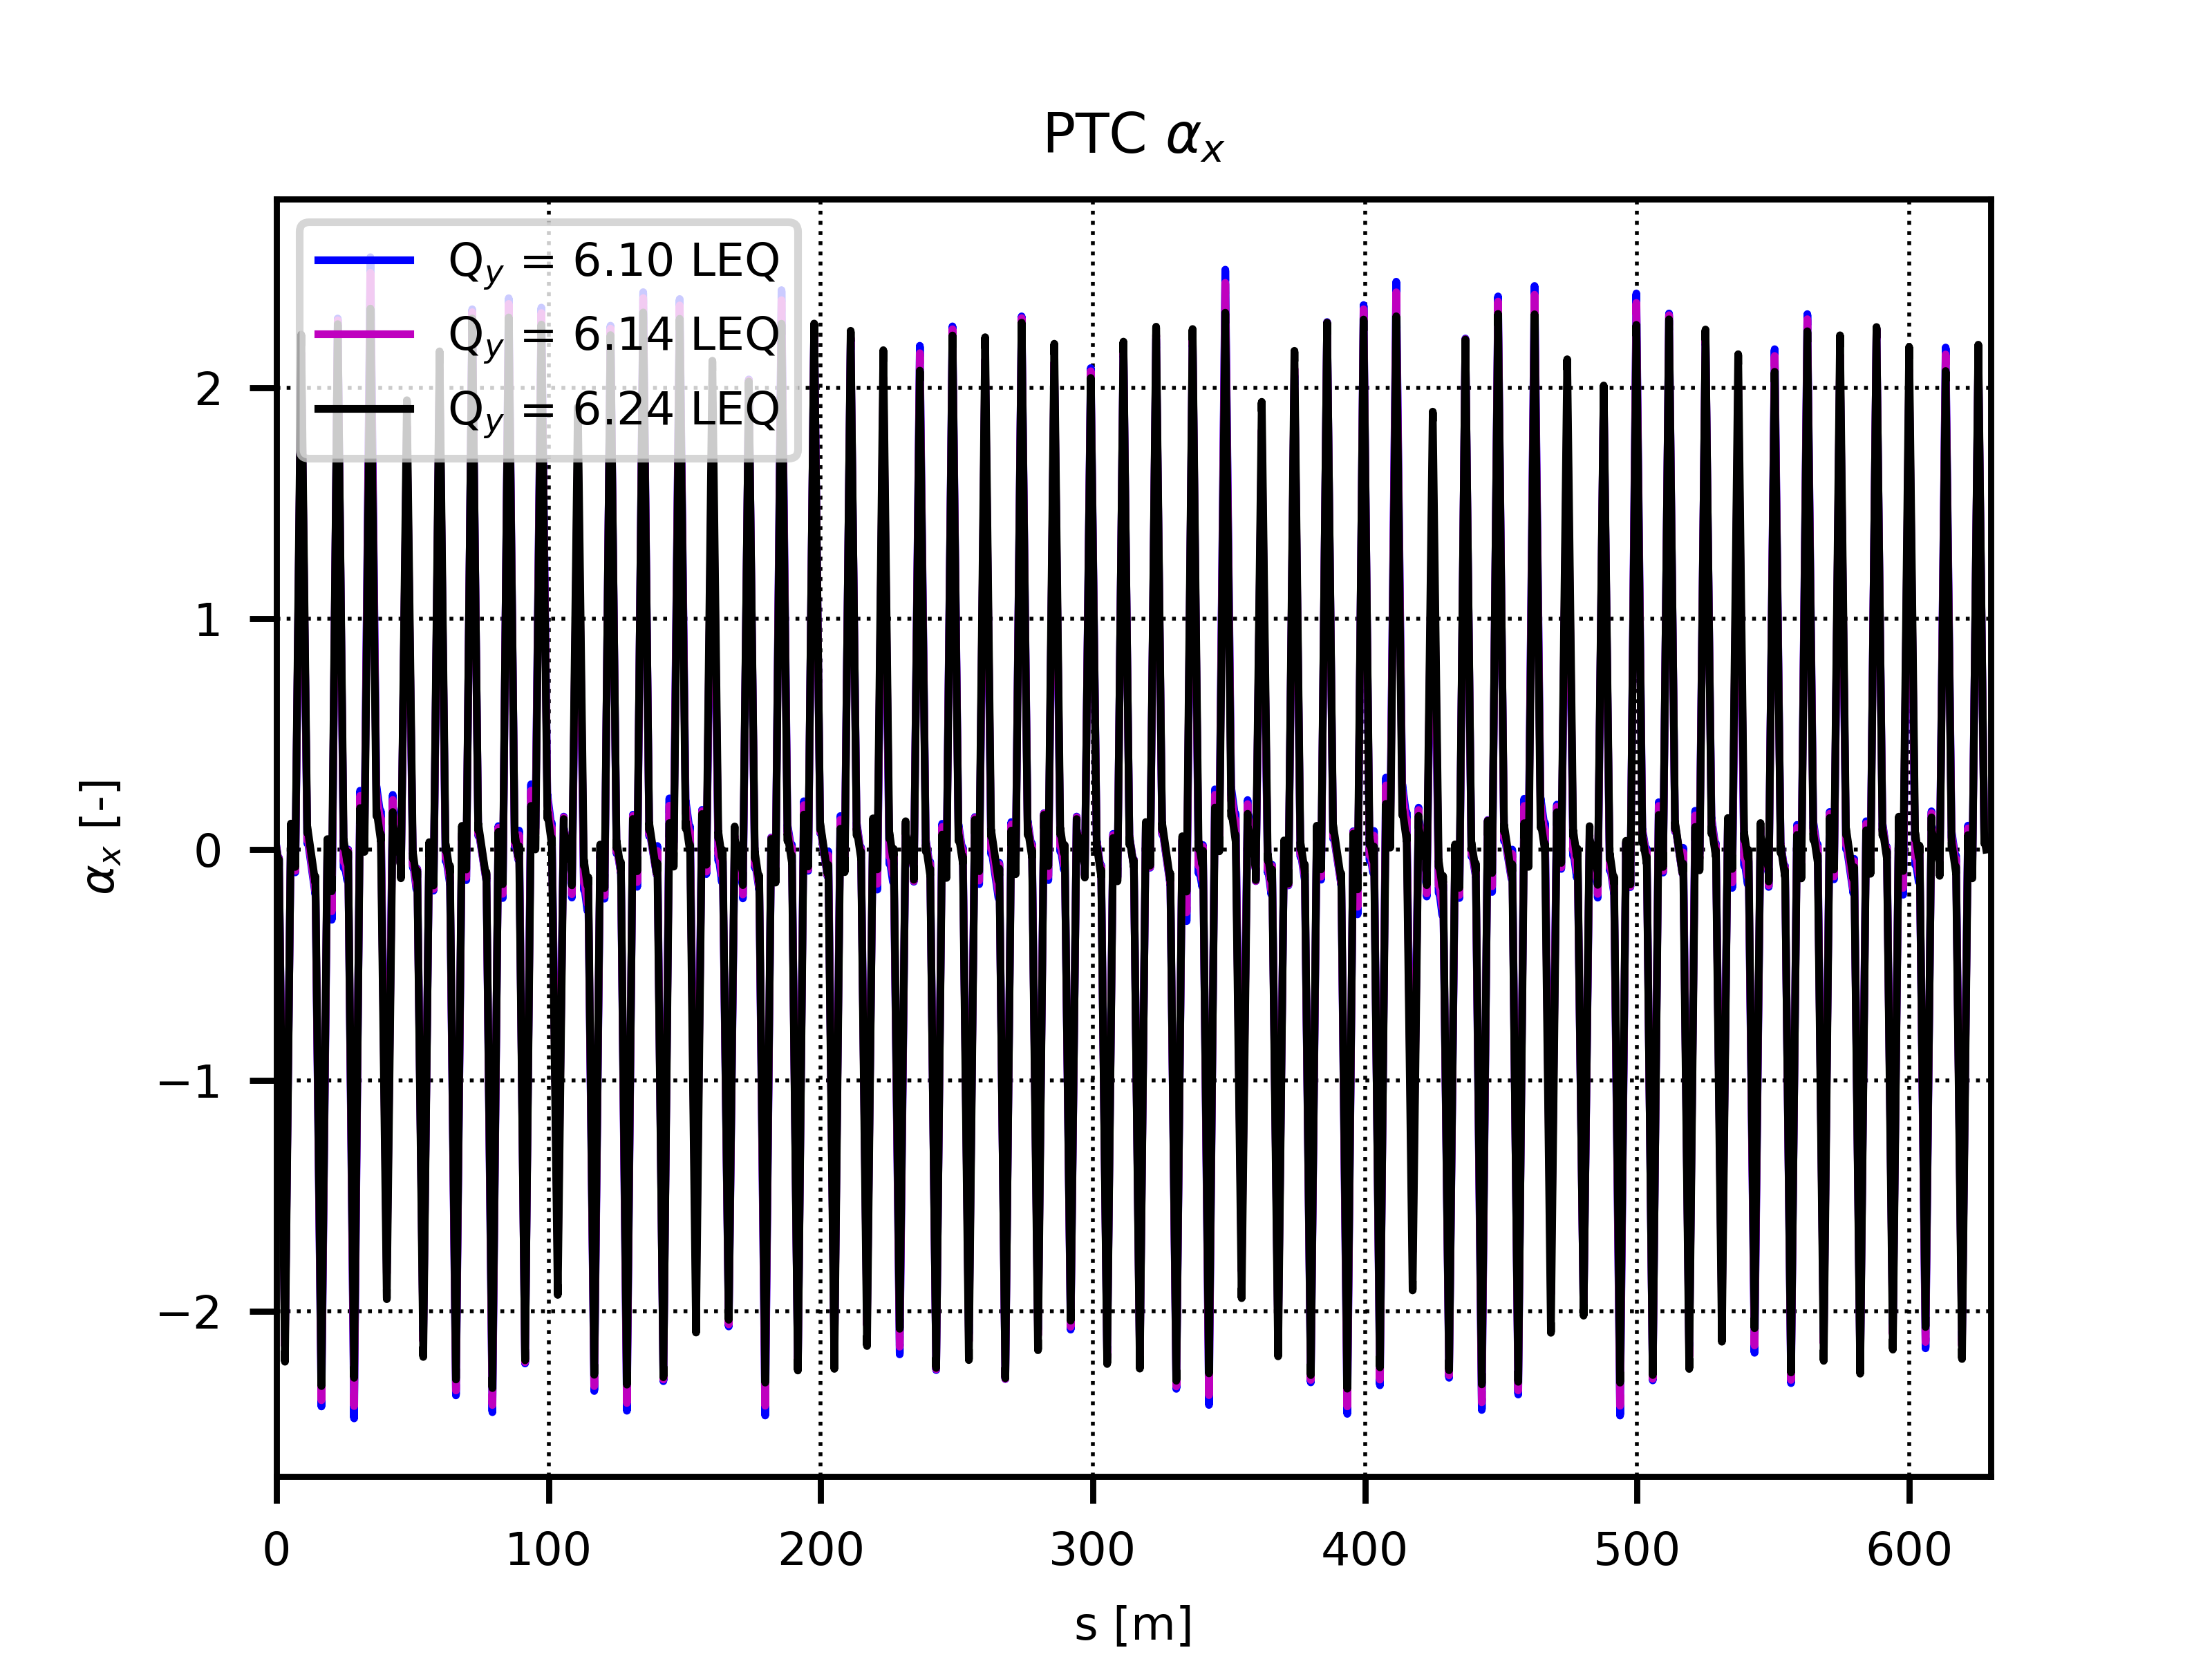 PTC αₓ
Qy = 6.10 LEQ
Qy = 6.14 LEQ
Qy = 6.24 LEQ
αₓ [-]
2
1
0
−1
−2
0 100 200 300 400 500 600
s [m]